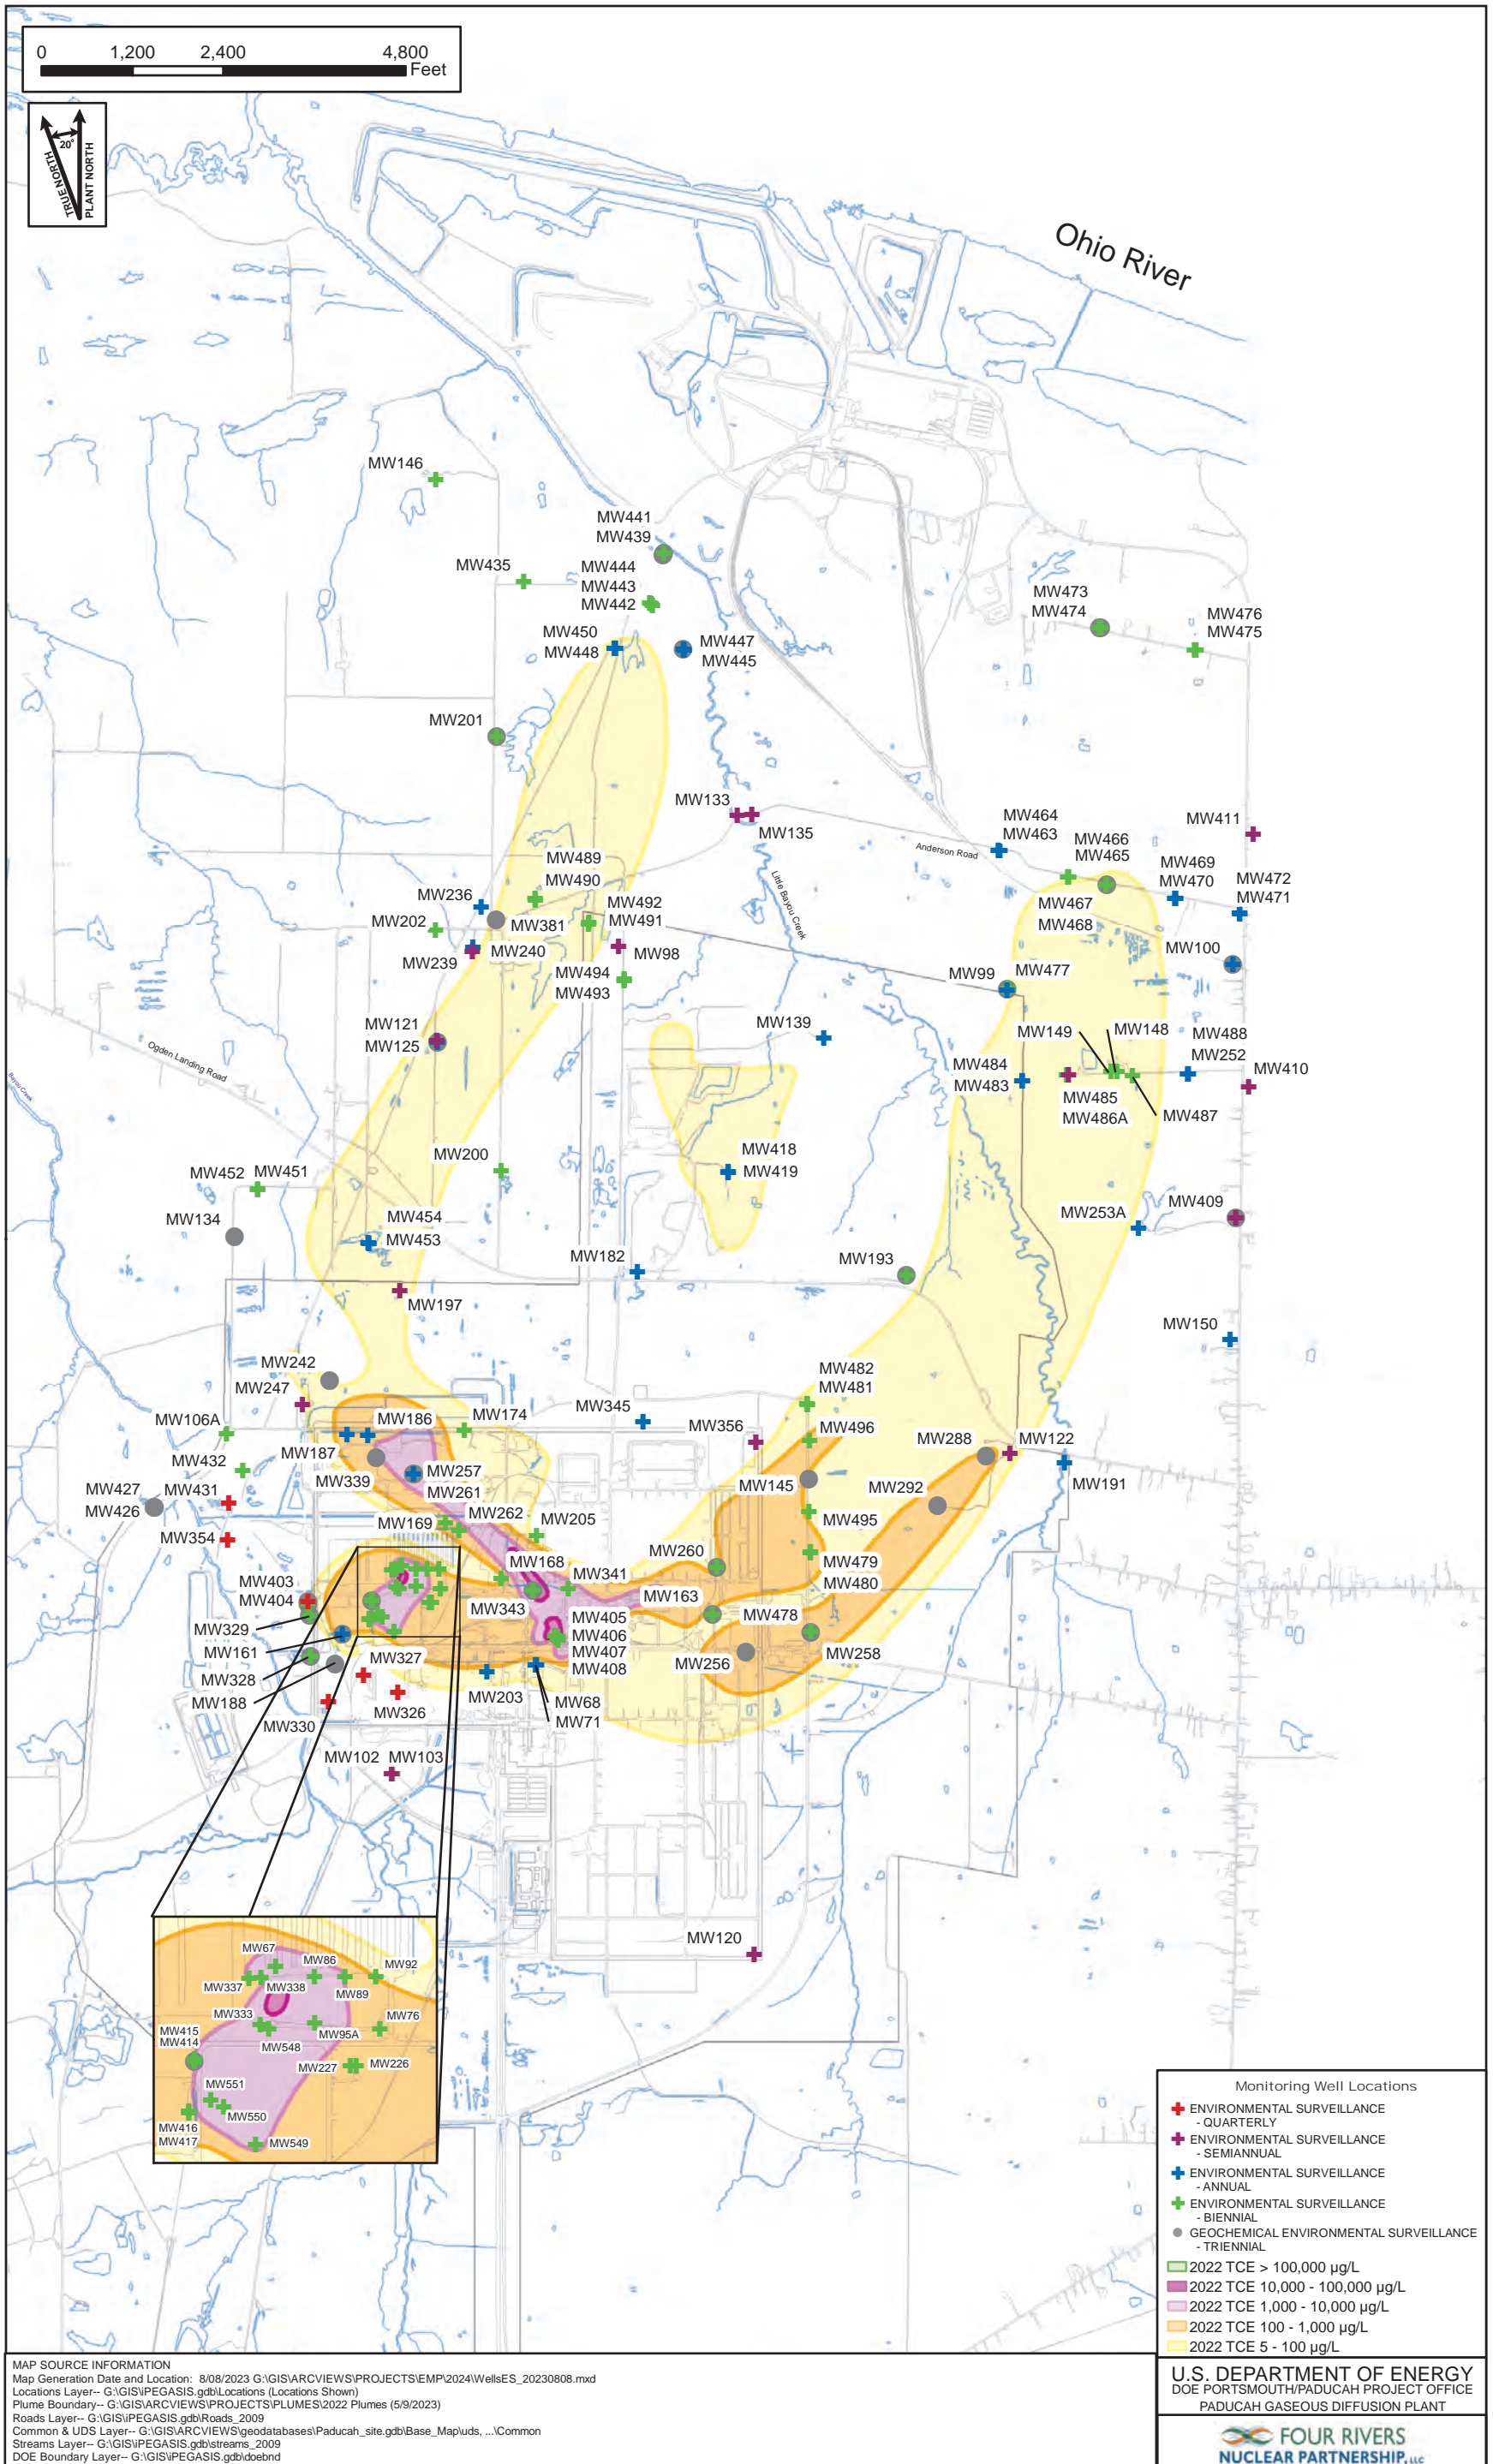 0 1,200 2,400 4,800
Feet
20°
TRUE NORTH
PLANT NORTH
Ohio River
MW146
MW441
MW439
MW435
MW444
MW443
MW442
MW473
MW474
MW476
MW475
MW450
MW448
MW447
MW445
MW201
MW133
MW135
MW464
MW463
MW411
Anderson Road
MW466
MW465
MW489
MW490
MW469
MW470
MW472
MW471
MW236
MW492
MW491
MW467
MW468
Little Bayou Creek
MW202
MW381
MW240
MW239
MW98
MW100
MW494
MW493
MW99
MW477
MW121
MW125
MW139
MW149
MW148
MW488
MW252
Ogden Landing Road
MW484
MW483
MW410
Bayou Creek
MW485
MW486A
MW487
MW200
MW418
MW419
MW452
MW451
MW134
MW454
MW453
MW253A
MW409
MW182
MW193
MW197
MW150
MW242
MW482
MW481
MW247
MW106A
MW186
MW174
MW345
MW356
MW496
MW288
MW122
MW187
MW432
MW339
MW257
MW261
MW145
MW292
MW191
MW427
MW426
MW431
MW262
MW205
MW169
MW495
MW354
MW168
MW260
MW479
MW480
MW341
MW403
MW404
MW343
MW163
MW405
MW406
MW407
MW408
MW478
MW329
MW161
MW327
MW256
MW258
MW328
MW188
MW203
MW68
MW71
MW326
MW330
MW102
MW103
MW120
MW67
MW86
MW92
MW337
MW338
MW89
MW333
MW76
MW415
MW414
MW95A
MW548
MW227
MW226
MW551
MW550
MW416
MW417
MW549
Monitoring Well Locations
ENVIRONMENTAL SURVEILLANCE
- QUARTERLY
ENVIRONMENTAL SURVEILLANCE
- SEMIANNUAL
ENVIRONMENTAL SURVEILLANCE
- ANNUAL
ENVIRONMENTAL SURVEILLANCE
- BIENNIAL
GEOCHEMICAL ENVIRONMENTAL SURVEILLANCE
- TRIENNIAL
2022 TCE > 100,000 µg/L
2022 TCE 10,000 - 100,000 µg/L
2022 TCE 1,000 - 10,000 µg/L
2022 TCE 100 - 1,000 µg/L
2022 TCE 5 - 100 µg/L
MAP SOURCE INFORMATION
Map Generation Date and Location: 8/08/2023 G:\GIS\ARCVIEWS\PROJECTS\EMP\2024\WellsES_20230808.mxd
Locations Layer-- G:\GIS\PEGASIS.gdb\Locations (Locations Shown)
Plume Boundary-- G:\GIS\ARCVIEWS\PROJECTS\PLUMES\2022 Plumes (5/9/2023)
Roads Layer-- G:\GIS\PEGASIS.gdb\Roads_2009
Common & UDS Layer-- G:\GIS\ARCVIEWS\geodatabases\Paducah_site.gdb\Base_Map\uds, ...\Common
Streams Layer-- G:\GIS\PEGASIS.gdb\streams_2009
DOE Boundary Layer-- G:\GIS\PEGASIS.gdb\doebnd
U.S. DEPARTMENT OF ENERGY
DOE PORTSMOUTH/PADUCAH PROJECT OFFICE
PADUCAH GASEOUS DIFFUSION PLANT
FOUR RIVERS
NUCLEAR PARTNERSHIP, LLC